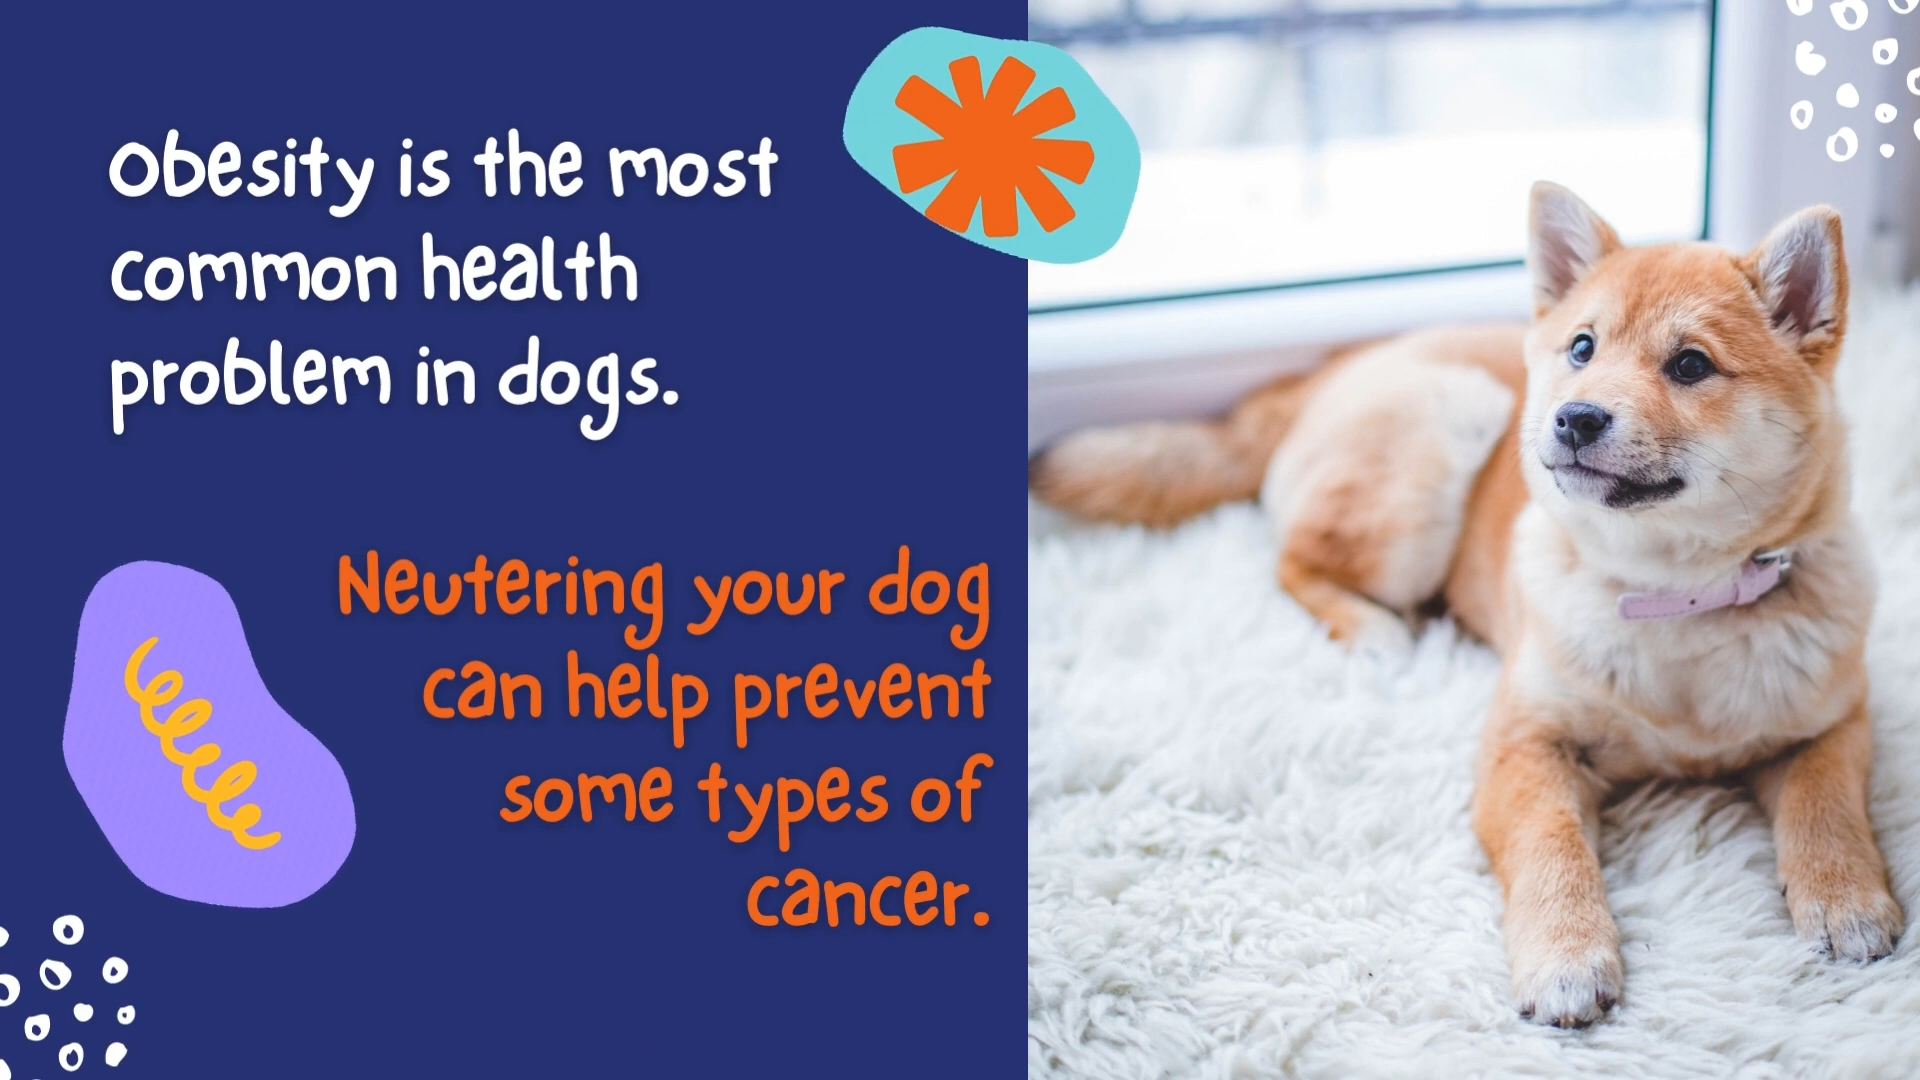 Obesity is the most
common health
problem in dogs.
Neutering your dog
can help prevent
some types of
cancer.